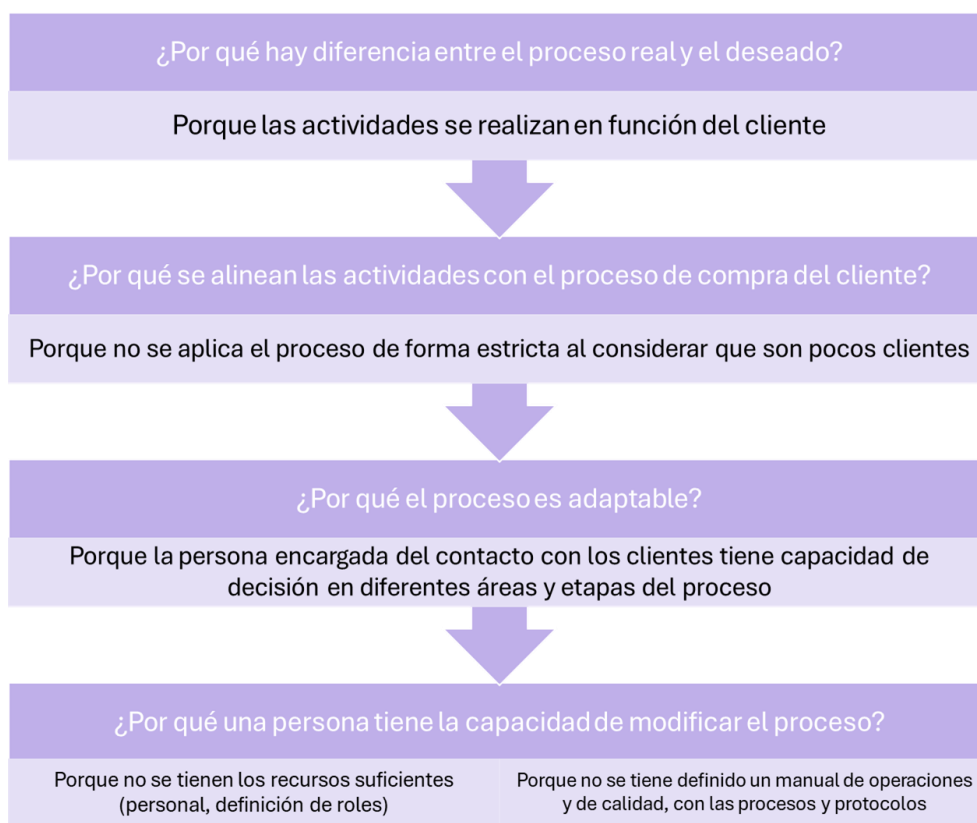 ¿Por qué hay diferencia entre el proceso real y el deseado?
Porque las actividades se realizan en función del cliente
¿Por qué se alinean las actividades con el proceso de compra del cliente?
Porque no se aplica el proceso de forma estricta al considerar que son pocos clientes
¿Por qué el proceso es adaptable?
Porque la persona encargada del contacto con los clientes tiene capacidad de
decisión en diferentes áreas y etapas del proceso
¿Por qué una persona tiene la capacidad de modificar el proceso?
Porque no se tienen los recursos suficientes
(personal, definición de roles)
Porque no se tiene definido un manual de operaciones
y de calidad, con las procesos y protocolos